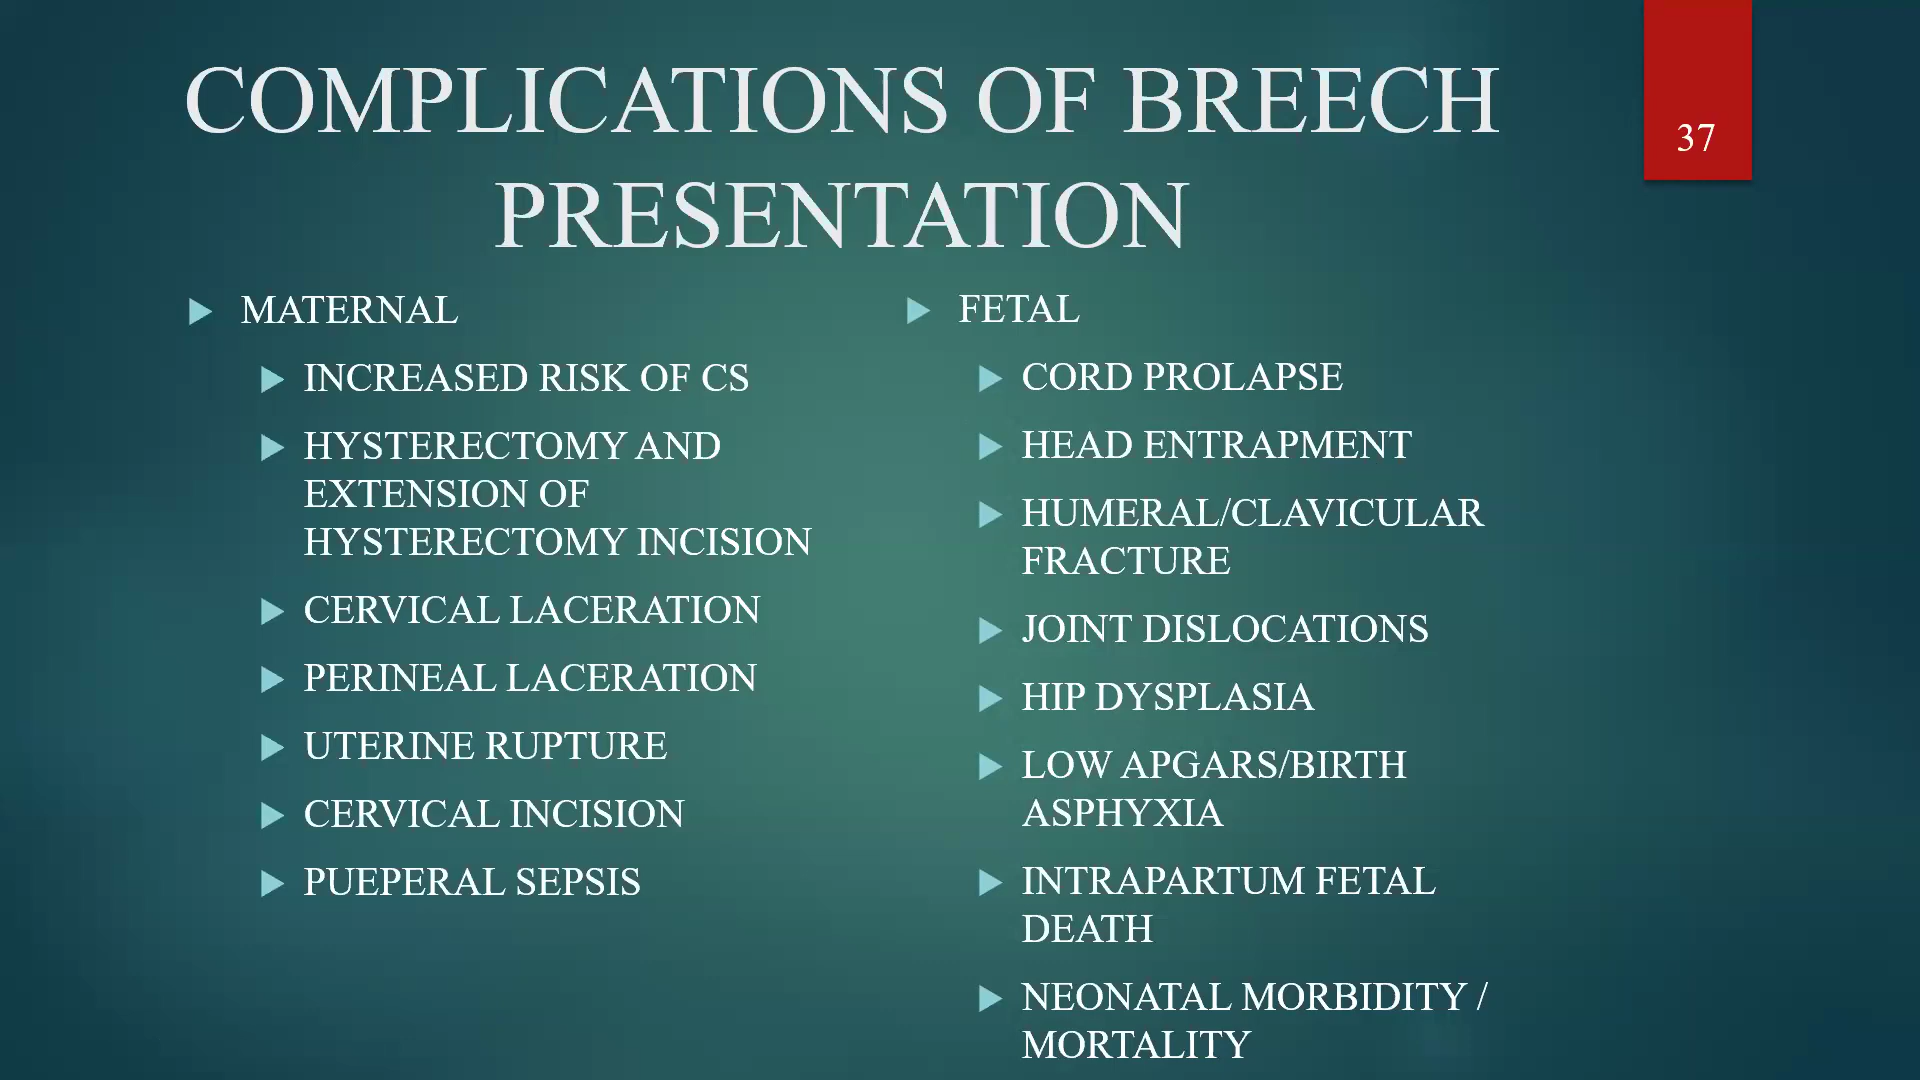 COMPLICATIONS OF BREECH
PRESENTATION
37
MATERNAL
INCREASED RISK OF CS
HYSTERECTOMY AND
EXTENSION OF
HYSTERECTOMY INCISION
CERVICAL LACERATION
PERINEAL LACERATION
UTERINE RUPTURE
CERVICAL INCISION
PUEPERAL SEPSIS
FETAL
CORD PROLAPSE
HEAD ENTRAPMENT
HUMERAL/CLAVICULAR
FRACTURE
JOINT DISLOCATIONS
HIP DYSPLASIA
LOW APGARS/BIRTH
ASPHYXIA
INTRAPARTUM FETAL
DEATH
NEONATAL MORBIDITY /
MORTALITY